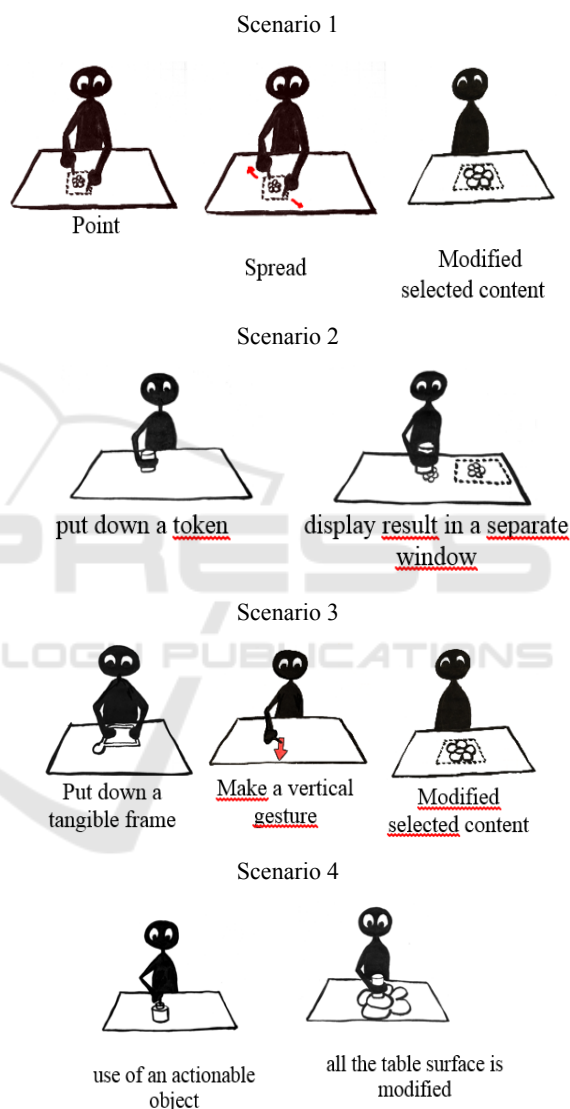 Scenario 1
Point
Spread
Modified
selected content
Scenario 2
put down a token
display result in a separate
window
Scenario 3
Put down a
tangible frame
Make a vertical
gesture
Modified
selected content
Scenario 4
use of an actionable
object
all the table surface is
modified
PRESS
PUBLICATIONS